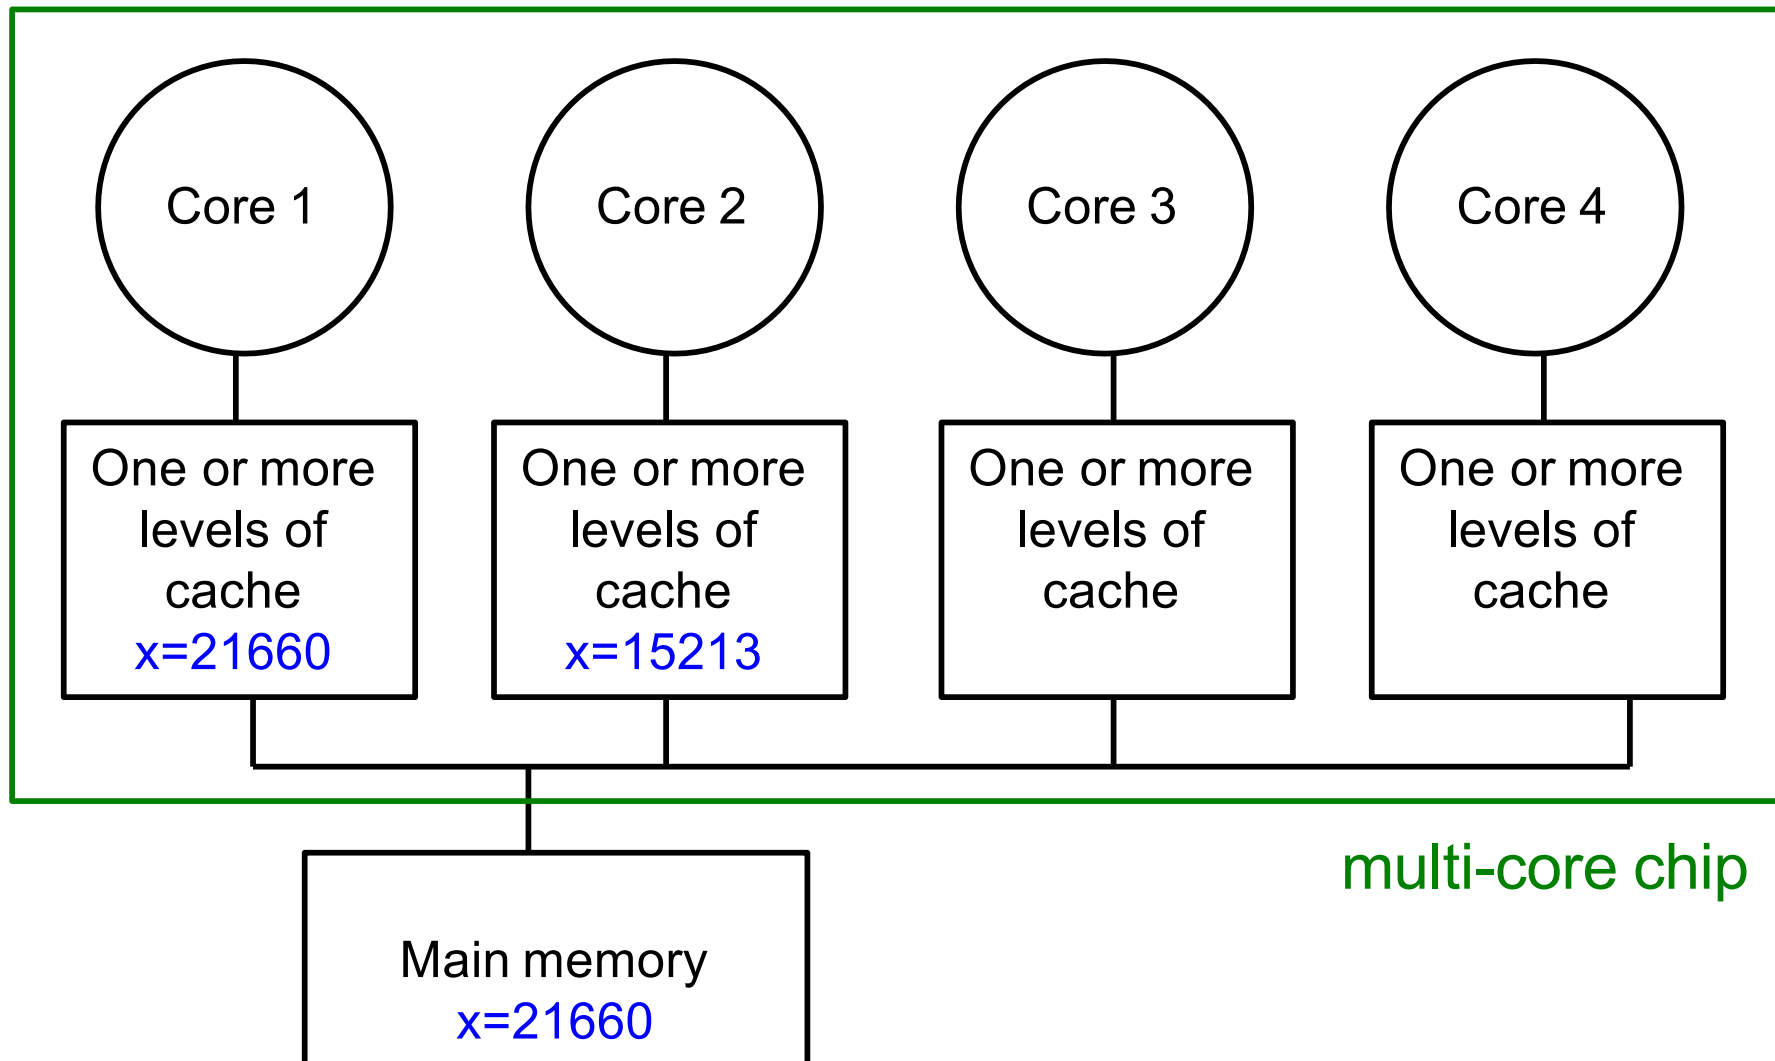 Core 1
Core 2
Core 3
Core 4
One or more
levels of
cache
x=21660
One or more
levels of
cache
x=15213
One or more
levels of
cache
One or more
levels of
cache
multi-core chip
Main memory
x=21660